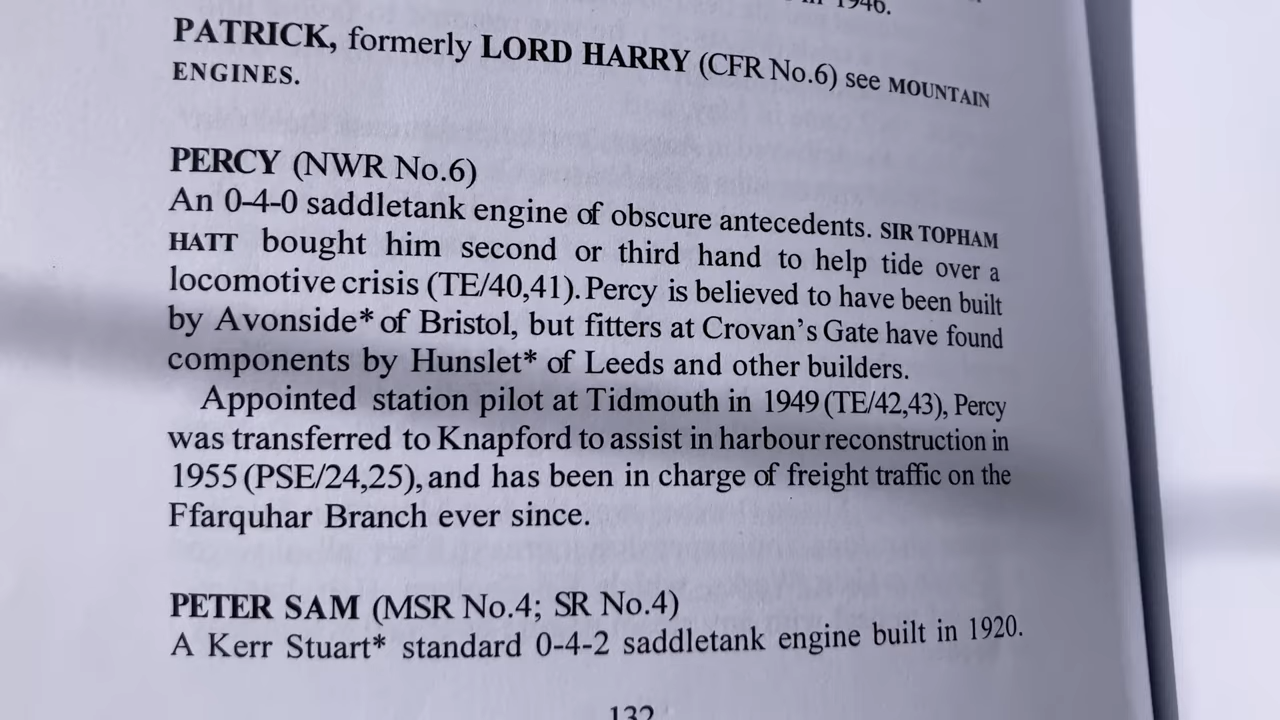 1946.
PATRICK, formerly LORD HARRY (CFR No.6) see MOUNTAIN
ENGINES.
PERCY (NWR No.6)
An 0-4-0 saddletank engine of obscure antecedents. SIR TOPHAM
HATT bought him second or third hand to help tide over a
locomotive crisis (TE/40,41). Percy is believed to have been built
by Avonside* of Bristol, but fitters at Crovan's Gate have found
components by Hunslet* of Leeds and other builders.
Appointed station pilot at Tidmouth in 1949 (TE/42,43), Percy
was transferred to Knapford to assist in harbour reconstruction in
1955 (PSE/24,25), and has been in charge of freight traffic on the
Ffarquhar Branch ever since.
PETER SAM (MSR No.4; SR No.4)
A Kerr Stuart* standard 0-4-2 saddletank engine built in 1920.
132